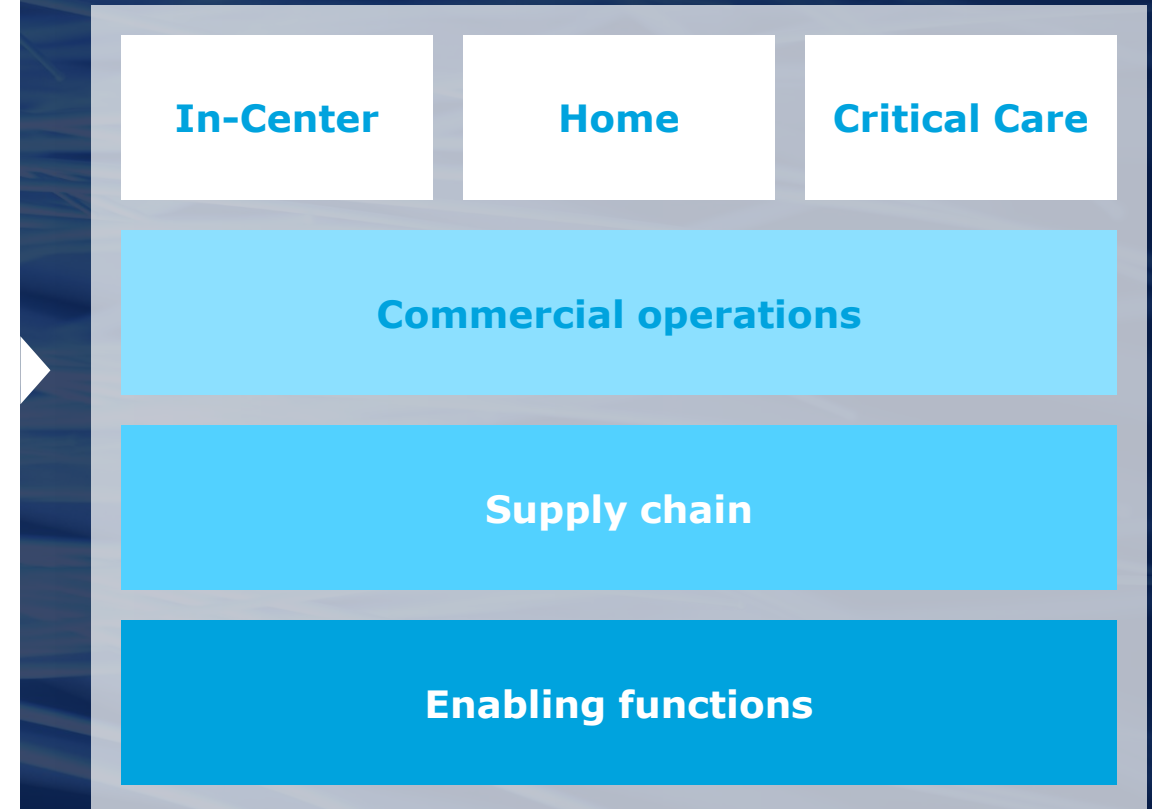 In-Center
Home
Critical Care
Commercial operations
Supply chain
Enabling functions